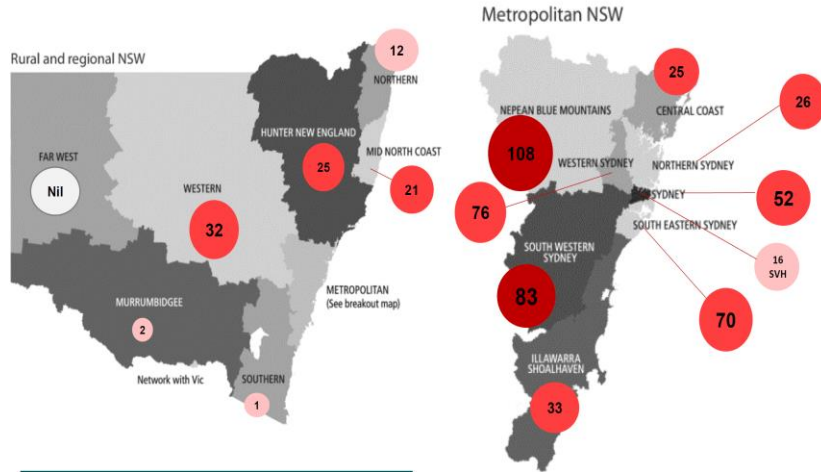 Rural and regional NSW
12
NORTHERN
HUNTER NEW ENGLAND
25
MID NORTH COAST
21
FAR WEST
Nil
WESTERN
32
METROPOLITAN
(See breakout map)
MURRUMBIDGEE
2
Network with Vic
SOUTHERN
1
Metropolitan NSW
25
CENTRAL COAST
NEPEAN BLUE MOUNTAINS
26
108
WESTERN SYDNEY
NORTHERN SYDNEY
76
SYDNEY
52
SOUTH EASTERN SYDNEY
SOUTH WESTERN
SYDNEY
16
SVH
83
70
ILLAWARRA
SHOALHAVEN
33